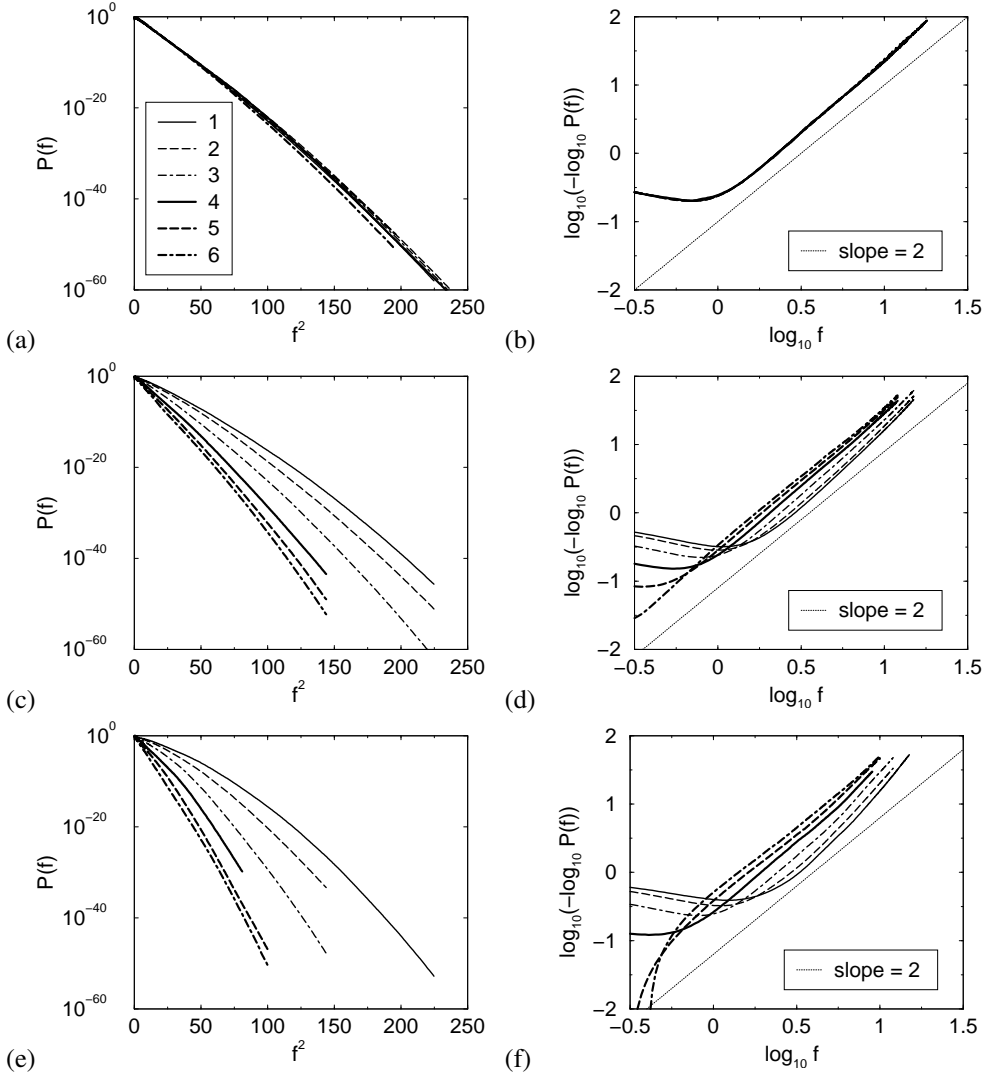 10^0
10^−20
10^−40
10^−60
P(f)
1
2
3
4
5
6
0 50 100 150 200 250
f^2
(a)
2
1
0
−1
−2
log10(−log10 P(f))
slope = 2
−0.5 0 0.5 1 1.5
log10 f
(b)
10^0
10^−20
10^−40
10^−60
P(f)
0 50 100 150 200 250
f^2
(c)
2
1
0
−1
−2
log10(−log10 P(f))
slope = 2
−0.5 0 0.5 1 1.5
log10 f
(d)
10^0
10^−20
10^−40
10^−60
P(f)
0 50 100 150 200 250
f^2
(e)
2
1
0
−1
−2
log10(−log10 P(f))
slope = 2
−0.5 0 0.5 1 1.5
log10 f
(f)